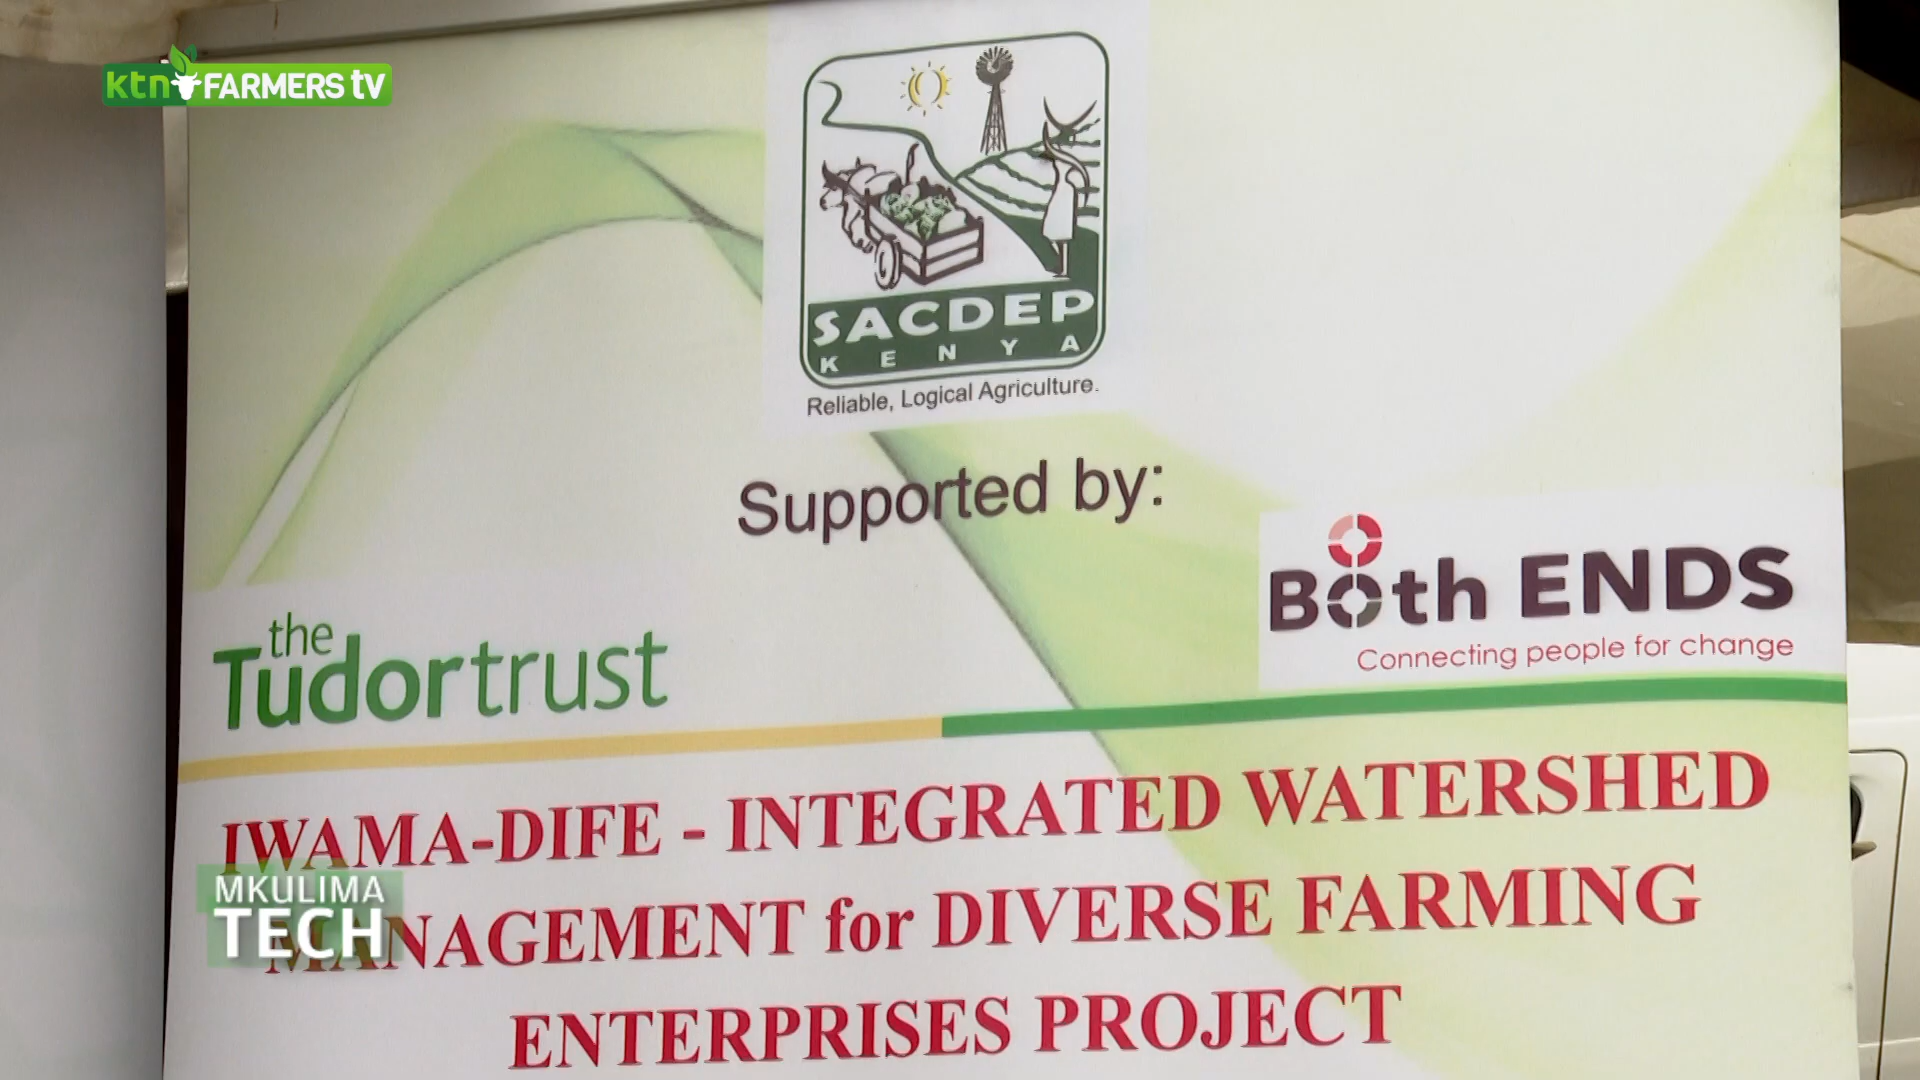 ktn FARMERS TV
SACDEP
KENYA
Reliable, Logical Agriculture.
Supported by:
the
Tudortrust
Both ENDS
Connecting people for change
IWAMA-DIFE - INTEGRATED WATERSHED
MANAGEMENT for DIVERSE FARMING
ENTERPRISES PROJECT
MKULIMA
TECH